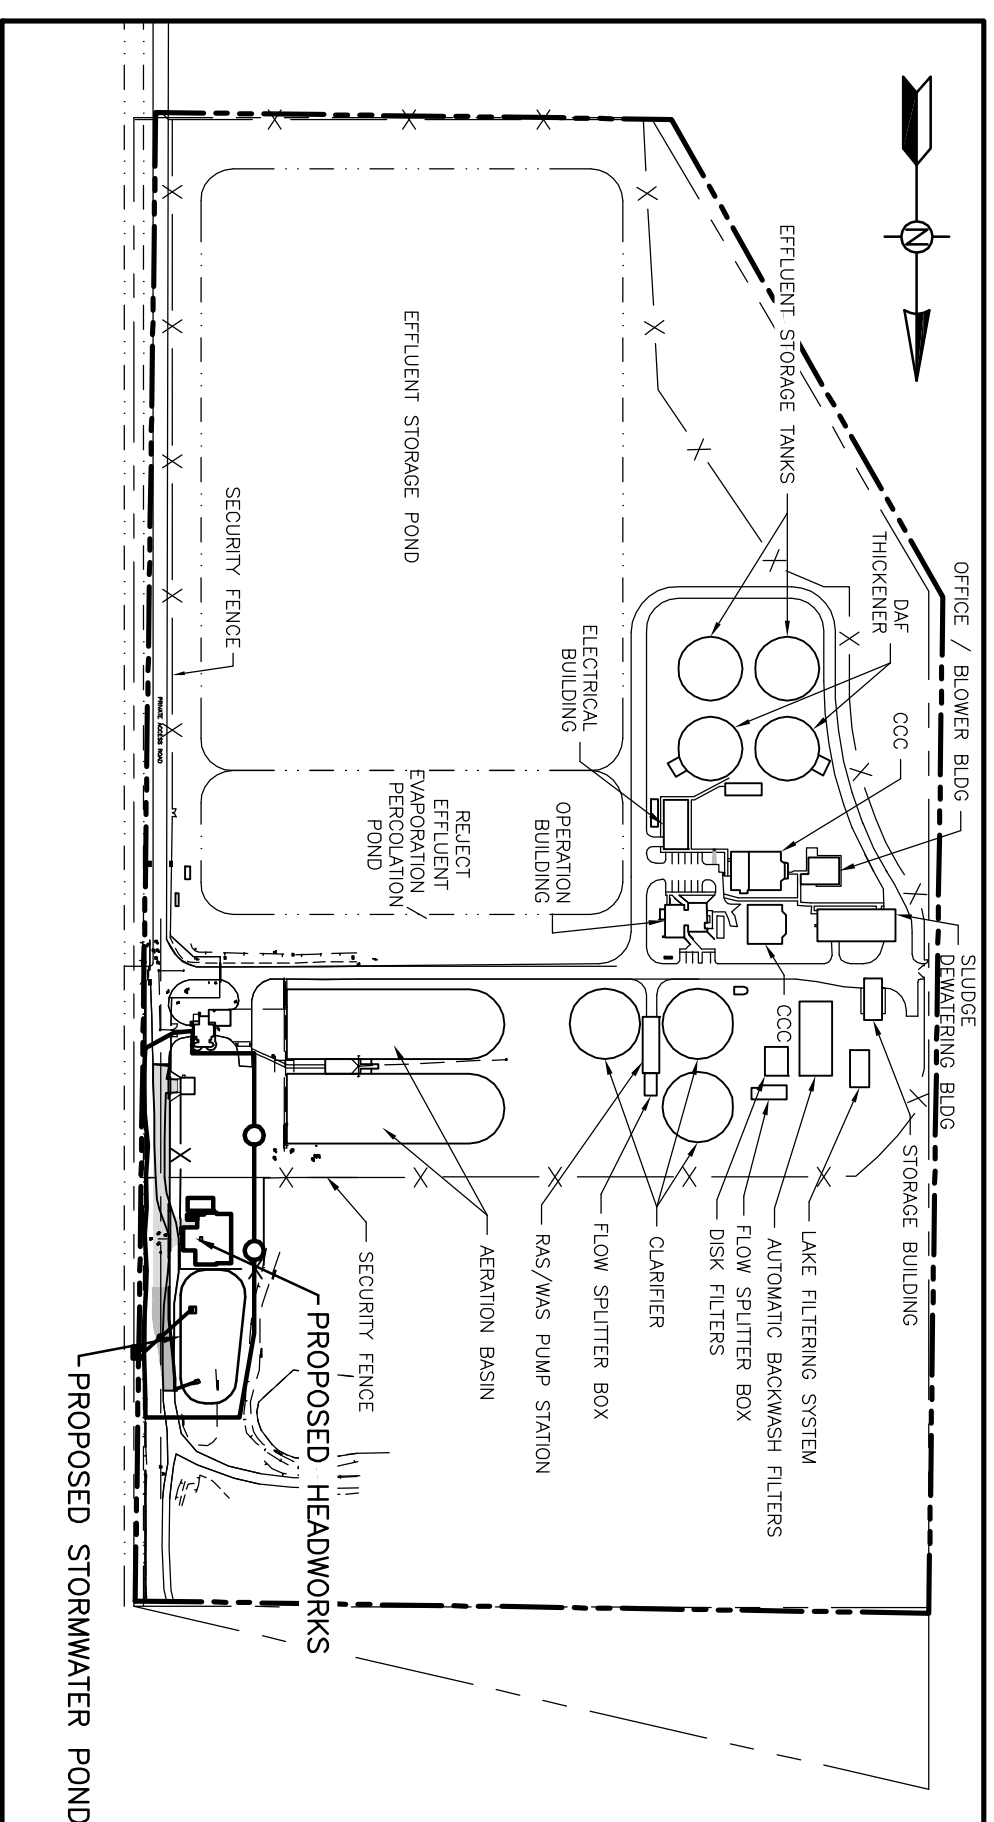 N
OFFICE / BLOWER BLDG
SLUDGE
DEWATERING BLDG
STORAGE BUILDING
DAF
THICKENER
CCC
EFFLUENT STORAGE TANKS
CCC
LAKE FILTERING SYSTEM
AUTOMATIC BACKWASH FILTERS
FLOW SPLITTER BOX
DISK FILTERS
CLARIFIER
FLOW SPLITTER BOX
RAS/WAS PUMP STATION
AERATION BASIN
ELECTRICAL
BUILDING
OPERATION
BUILDING
EFFLUENT STORAGE POND
REJECT
EFFLUENT
EVAPORATION /
PERCOLATION
POND
SECURITY FENCE
SECURITY FENCE
PROPOSED HEADWORKS
PRIVATE ACCESS ROAD
PROPOSED STORMWATER POND